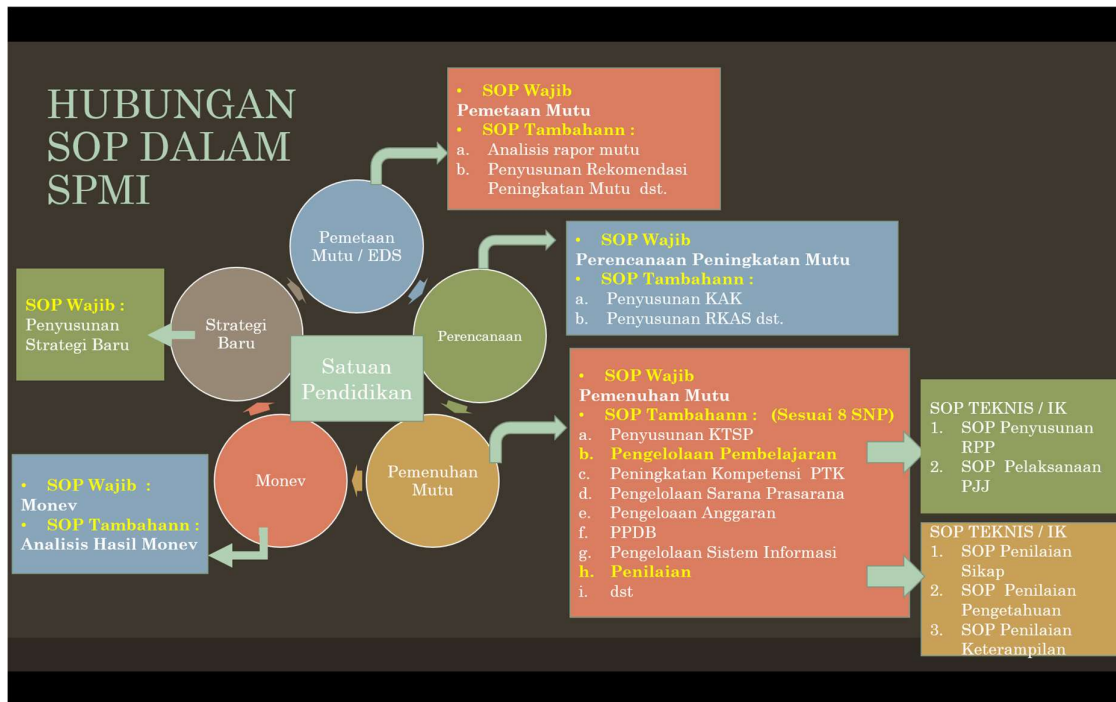 HUBUNGAN
SOP DALAM
SPMI
• SOP Wajib
Pemetaan Mutu
• SOP Tambahann :
a. Analisis rapor mutu
b. Penyusunan Rekomendasi
Peningkatan Mutu dst.
Pemetaan
Mutu / EDS
• SOP Wajib
Perencanaan Peningkatan Mutu
• SOP Tambahann :
a. Penyusunan KAK
b. Penyusunan RKAS dst.
Perencanaan
SOP Wajib :
Penyusunan
Strategi Baru
Strategi
Baru
Satuan
Pendidikan
• SOP Wajib
Pemenuhan Mutu
• SOP Tambahann : (Sesuai 8 SNP)
a. Penyusunan KTSP
b. Pengelolaan Pembelajaran
c. Peningkatan Kompetensi PTK
d. Pengelolaan Sarana Prasarana
e. Pengeloaan Anggaran
f. PPDB
g. Pengelolaan Sistem Informasi
h. Penilaian
i. dst
Pemenuhan
Mutu
Monev
• SOP Wajib :
Monev
• SOP Tambahann :
Analisis Hasil Monev
SOP TEKNIS / IK
1. SOP Penyusunan
RPP
2. SOP Pelaksanaan
PJJ
SOP TEKNIS / IK
1. SOP Penilaian
Sikap
2. SOP Penilaian
Pengetahuan
3. SOP Penilaian
Keterampilan